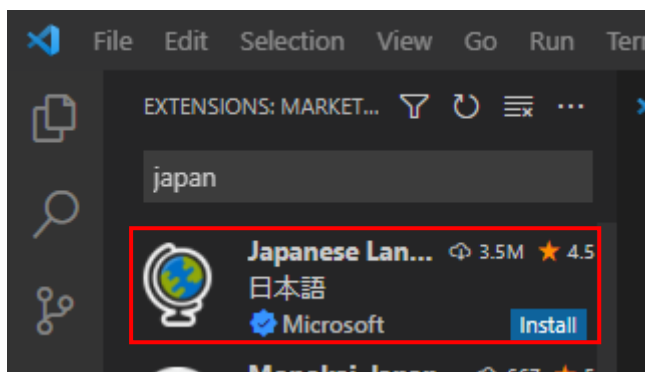 File Edit Selection View Go Run Terr
EXTENSIONS: MARKET...
japan
Japanese Lan... 3.5M 4.5
日本語
Microsoft Install